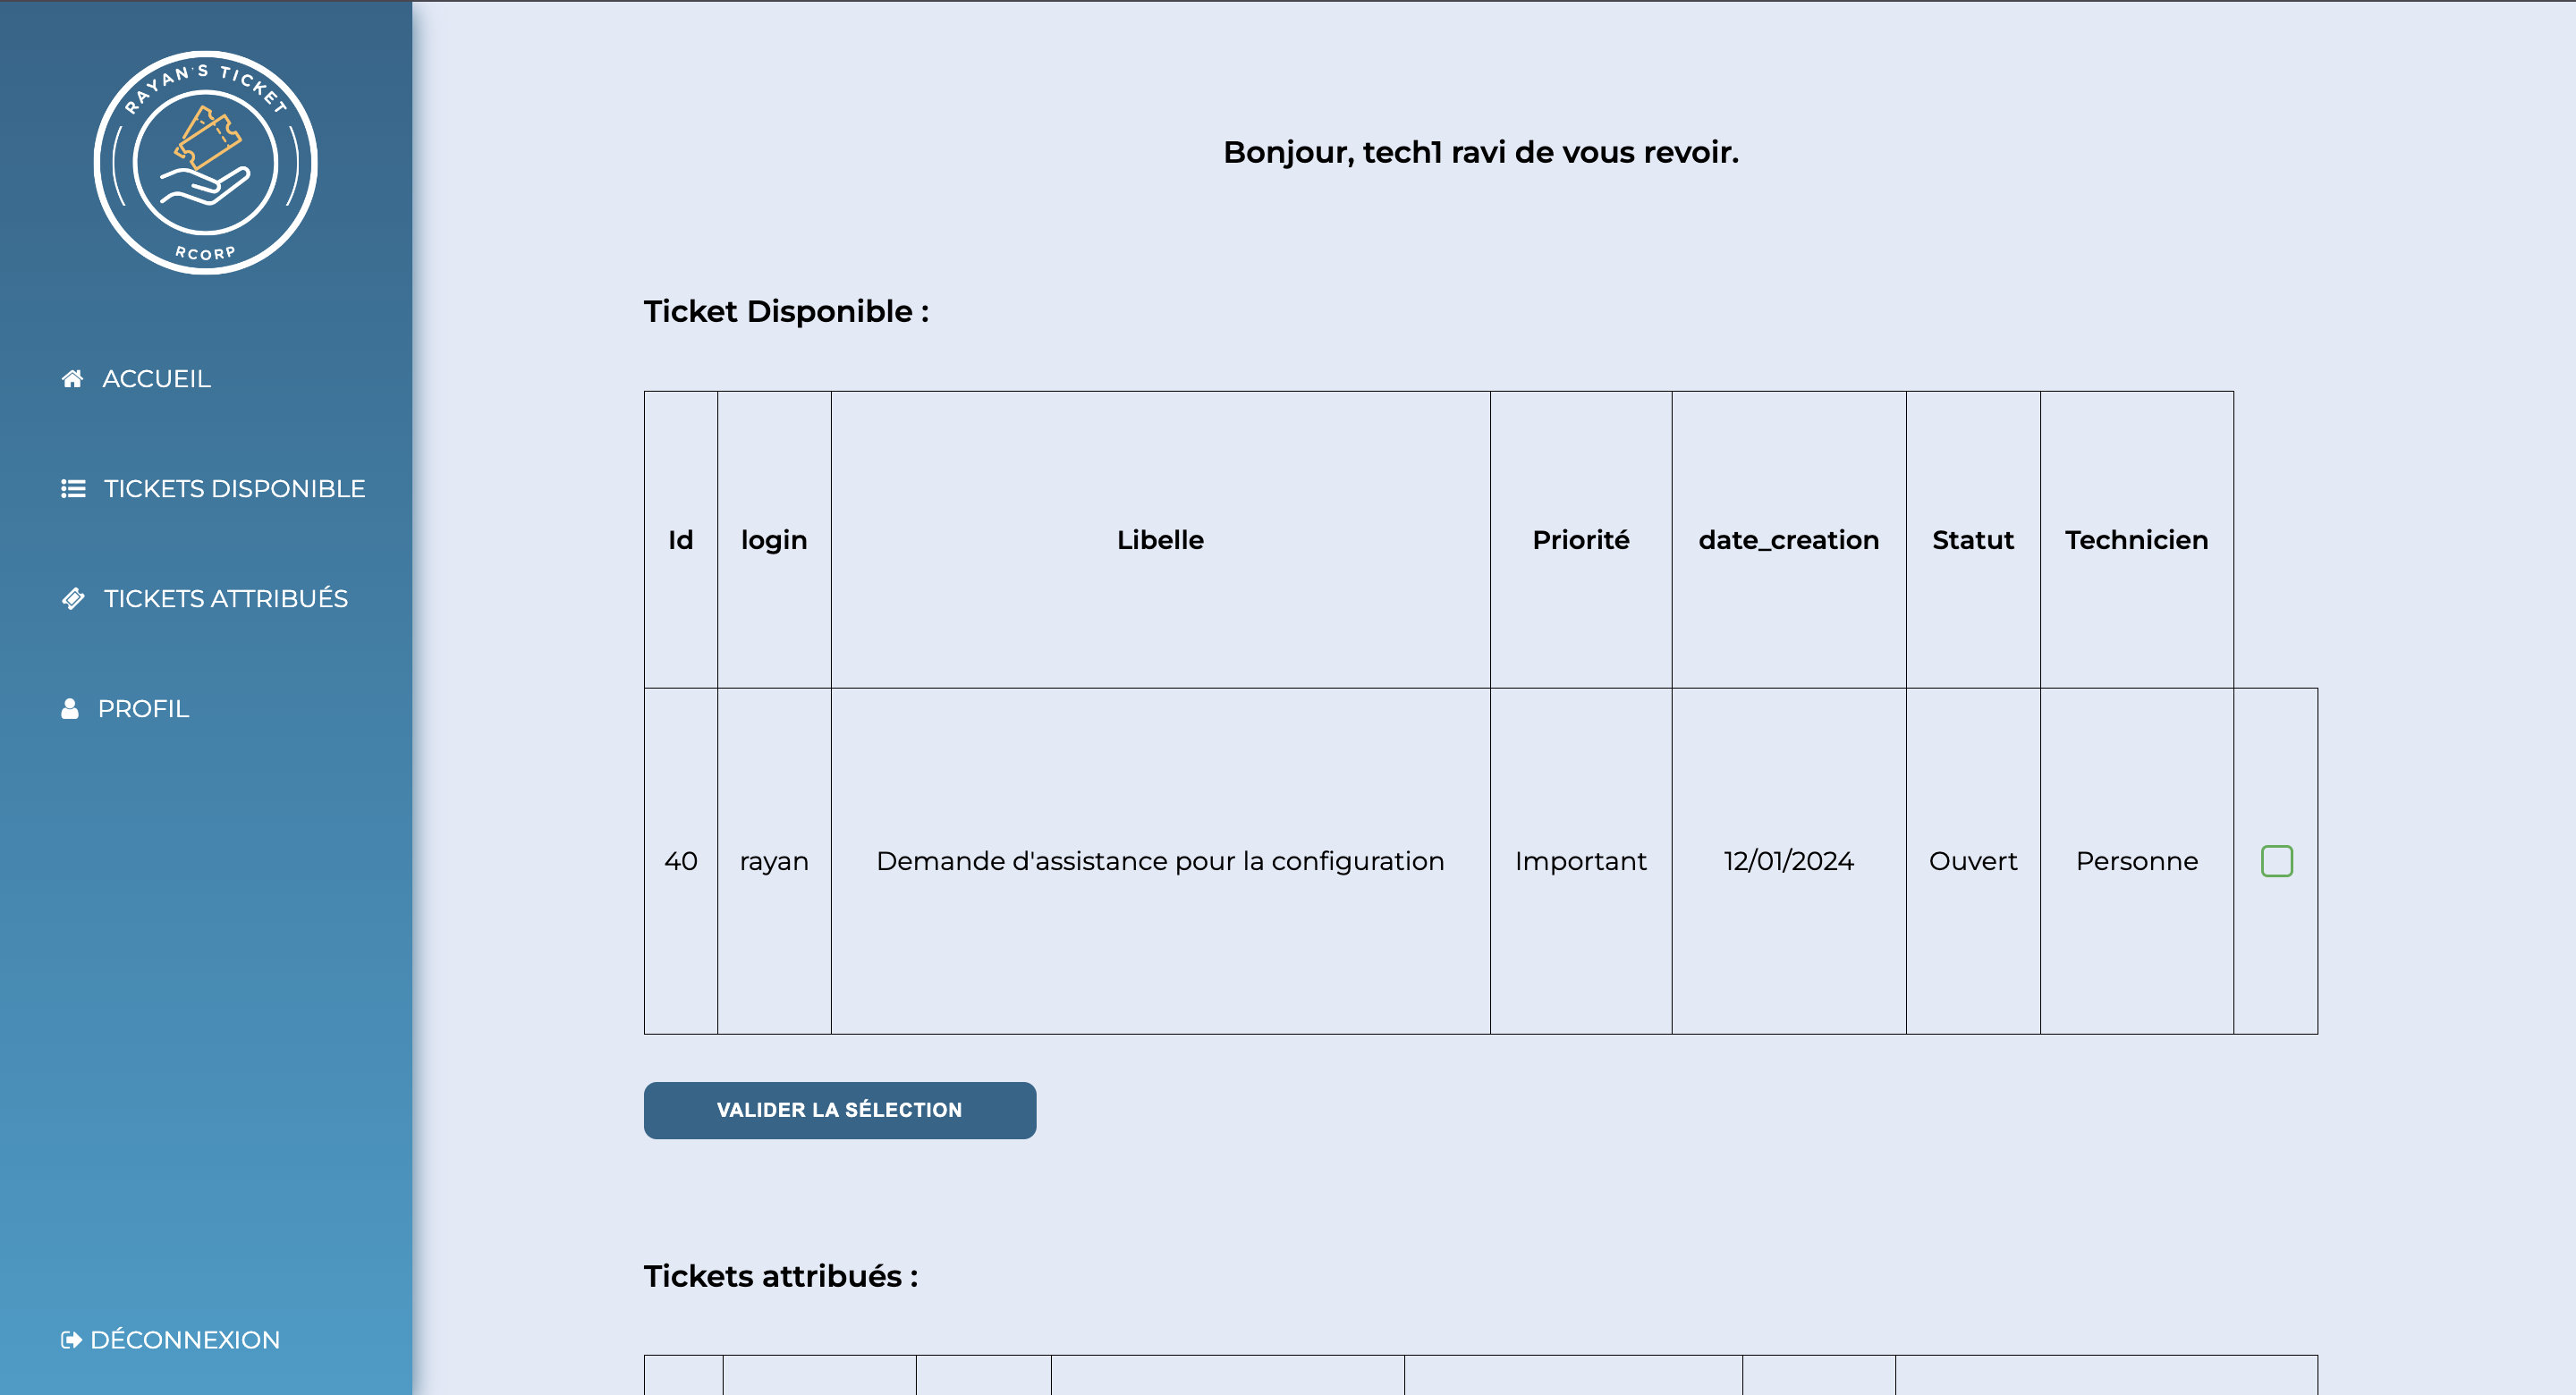 RAYAN'S TICKET
RCORP
ACCUEIL
TICKETS DISPONIBLE
TICKETS ATTRIBUÉS
PROFIL
DÉCONNEXION
Bonjour, tech1 ravi de vous revoir.
Ticket Disponible :
Id login Libelle Priorité date_creation Statut Technicien
40 rayan Demande d'assistance pour la configuration Important 12/01/2024 Ouvert Personne
VALIDER LA SÉLECTION
Tickets attribués :